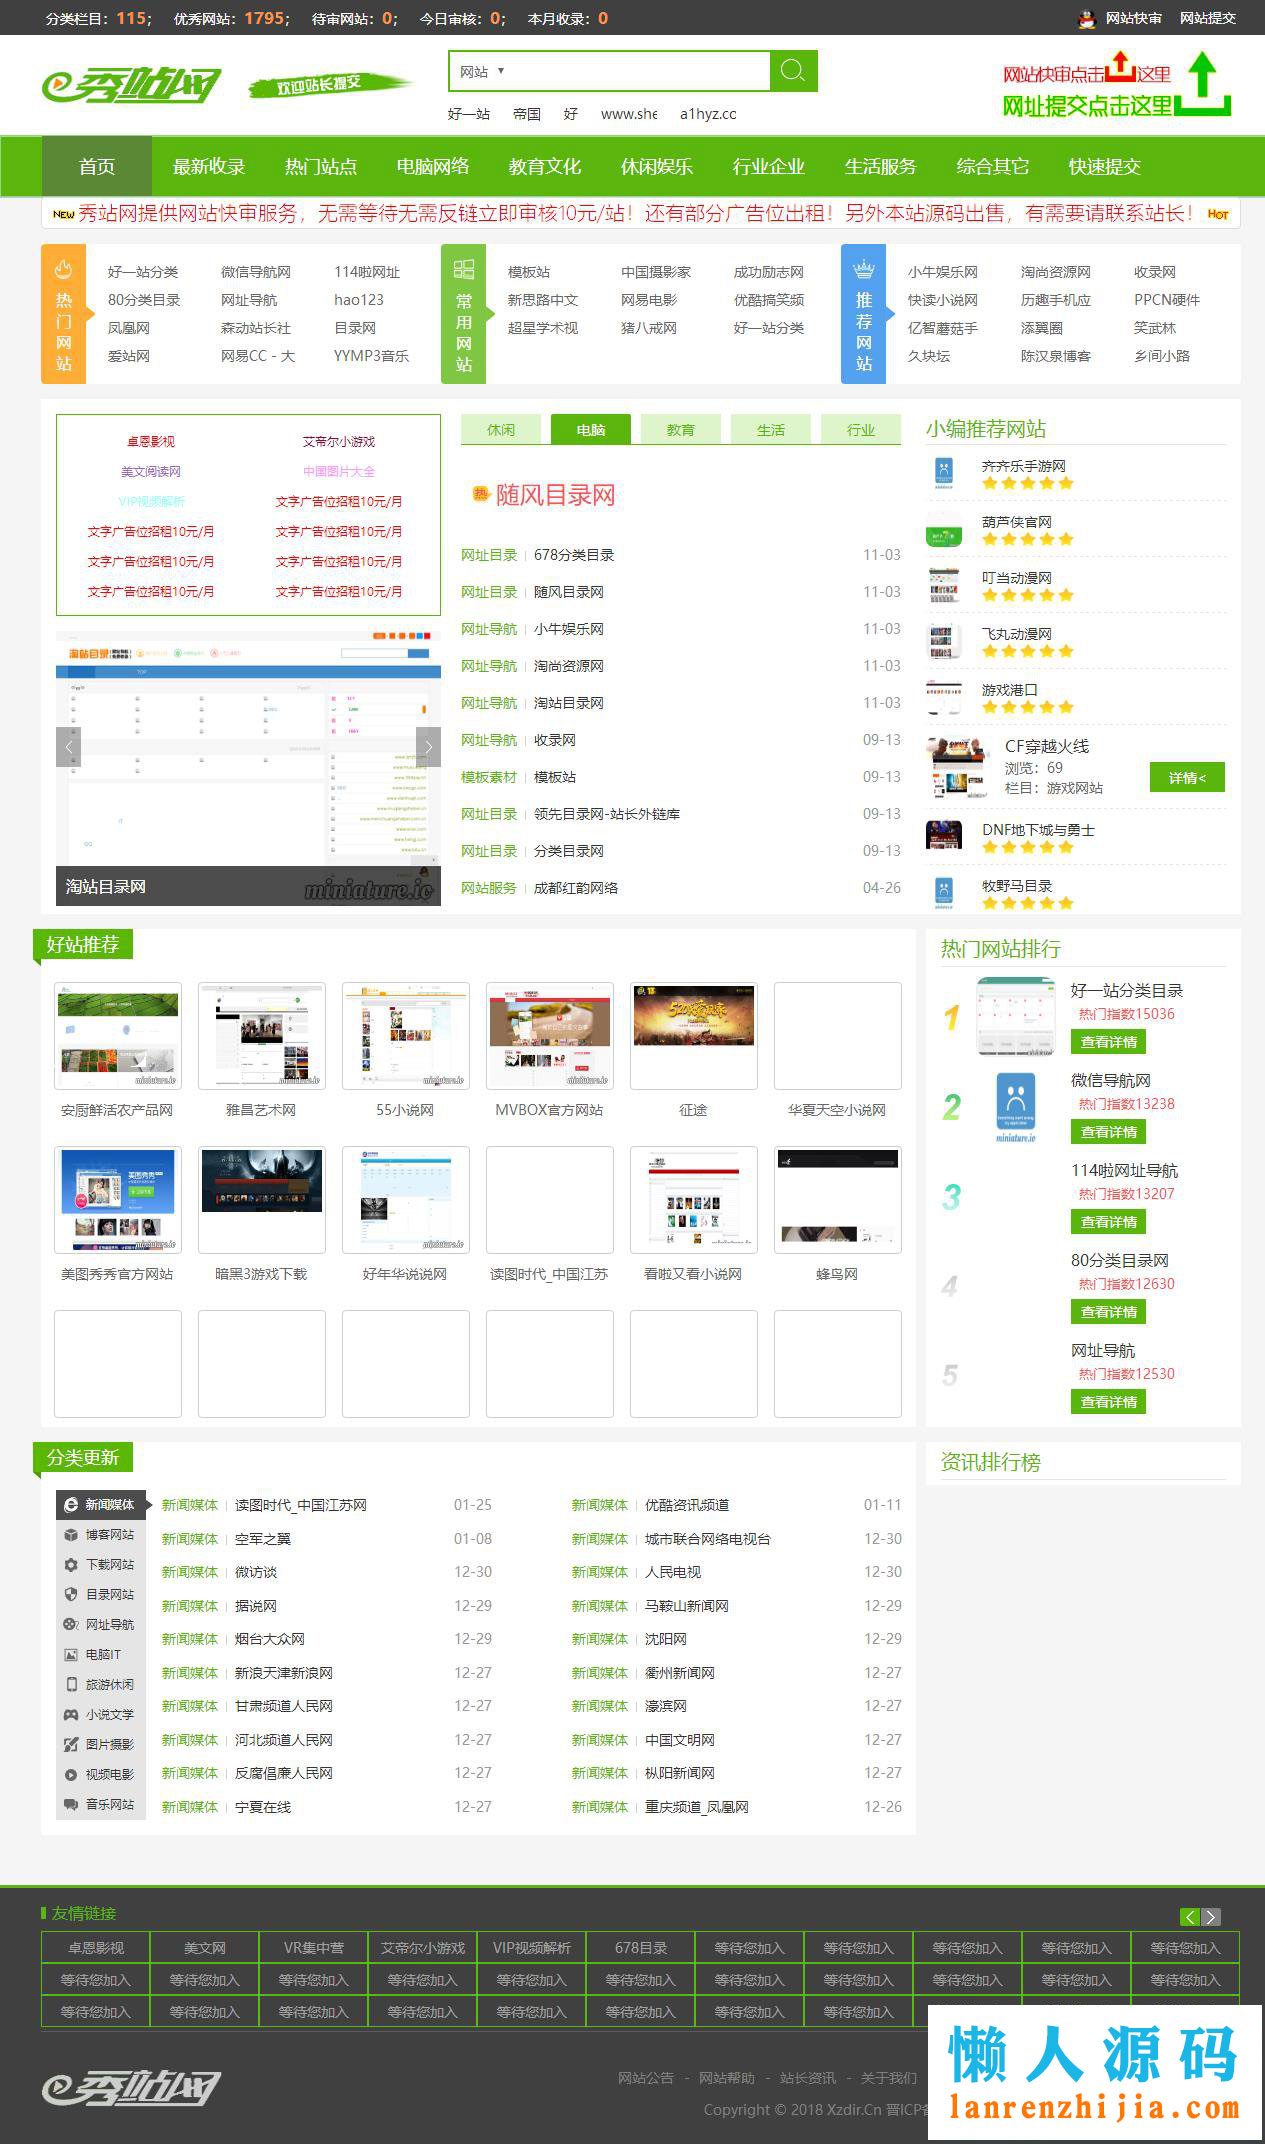 分类栏目：115； 优秀网站：1795； 待审网站：0； 今日审核：0； 本月收录：0 网站快审 网站提交
e秀站网 欢迎站长提交 网站 ▼
网站快审点击 这里
网址提交点击这里
好一站 帝国 好 www.she a1hyz.cc
首页 最新收录 热门站点 电脑网络 教育文化 休闲娱乐 行业企业 生活服务 综合其它 快速提交
NEW 秀站网提供网站快审服务，无需等待无需反链立即审核10元/站！还有部分广告位出租！另外本站源码出售，有需要请联系站长！ HOT
热门网站
好一站分类 微信导航网 114啦网址
80分类目录 网址导航 hao123
凤凰网 森动站长社 目录网
爱站网 网易CC - 大 YYMP3音乐
常用网站
模板站 中国摄影家 成功励志网
新思路中文 网易电影 优酷搞笑频
超星学术视 猪八戒网 好一站分类
推荐网站
小牛娱乐网 淘尚资源网 收录网
快读小说网 历趣手机应 PPCN硬件
亿智蘑菇手 添翼圈 笑武林
久块坛 陈汉泉博客 乡间小路
卓恩影视 艾帝尔小游戏
美文阅读网 中国图片大全
VIP视频解析 文字广告位招租10元/月
文字广告位招租10元/月 文字广告位招租10元/月
文字广告位招租10元/月 文字广告位招租10元/月
文字广告位招租10元/月 文字广告位招租10元/月
淘站目录
TOP
淘站目录网
miniature.io
休闲 电脑 教育 生活 行业
热 随风目录网
网址目录 678分类目录 11-03
网址目录 随风目录网 11-03
网址导航 小牛娱乐网 11-03
网址导航 淘尚资源网 11-03
网址导航 淘站目录网 11-03
网址导航 收录网 09-13
模板素材 模板站 09-13
网址目录 领先目录网-站长外链库 09-13
网址目录 分类目录网 09-13
网站服务 成都红韵网络 04-26
小编推荐网站
齐齐乐手游网
葫芦侠官网
叮当动漫网
飞丸动漫网
游戏港口
CF穿越火线
浏览：69
栏目：游戏网站
详情<
DNF地下城与勇士
牧野马目录
好站推荐
miniature.io miniature.io miniature.io miniature.io
安厨鲜活农产品网 雅昌艺术网 55小说网 MVBOX官方网站 征途 华夏天空小说网
美图秀秀
miniature.io miniature.io miniature.io
美图秀秀官方网站 暗黑3游戏下载 好年华说说网 读图时代_中国江苏 看啦又看小说网 蜂鸟网
热门网站排行
1 好一站分类目录
热门指数15036
查看详情
2 微信导航网
热门指数13238
miniature.io 查看详情
3 114啦网址导航
热门指数13207
查看详情
4 80分类目录网
热门指数12630
查看详情
5 网址导航
热门指数12530
查看详情
分类更新
新闻媒体
博客网站
下载网站
目录网站
网址导航
电脑IT
旅游休闲
小说文学
图片摄影
视频电影
音乐网站
新闻媒体 读图时代_中国江苏网 01-25 新闻媒体 优酷资讯频道 01-11
新闻媒体 空军之翼 01-08 新闻媒体 城市联合网络电视台 12-30
新闻媒体 微访谈 12-30 新闻媒体 人民电视 12-30
新闻媒体 据说网 12-29 新闻媒体 马鞍山新闻网 12-29
新闻媒体 烟台大众网 12-29 新闻媒体 沈阳网 12-29
新闻媒体 新浪天津新浪网 12-27 新闻媒体 衢州新闻网 12-27
新闻媒体 甘肃频道人民网 12-27 新闻媒体 濠滨网 12-27
新闻媒体 河北频道人民网 12-27 新闻媒体 中国文明网 12-27
新闻媒体 反腐倡廉人民网 12-27 新闻媒体 枞阳新闻网 12-27
新闻媒体 宁夏在线 12-27 新闻媒体 重庆频道_凤凰网 12-26
资讯排行榜
友情链接
卓恩影视 美文网 VR集中营 艾帝尔小游戏 VIP视频解析 678目录 等待您加入 等待您加入 等待您加入 等待您加入 等待您加入
等待您加入 等待您加入 等待您加入 等待您加入 等待您加入 等待您加入 等待您加入 等待您加入 等待您加入 等待您加入 等待您加入
等待您加入 等待您加入 等待您加入 等待您加入 等待您加入 等待您加入 等待您加入 等待您加入
e秀站网
网站公告 - 网站帮助 - 站长资讯 - 关于我们
Copyright © 2018 Xzdir.Cn 晋ICP备
懒人源码
lanrenzhijia.com